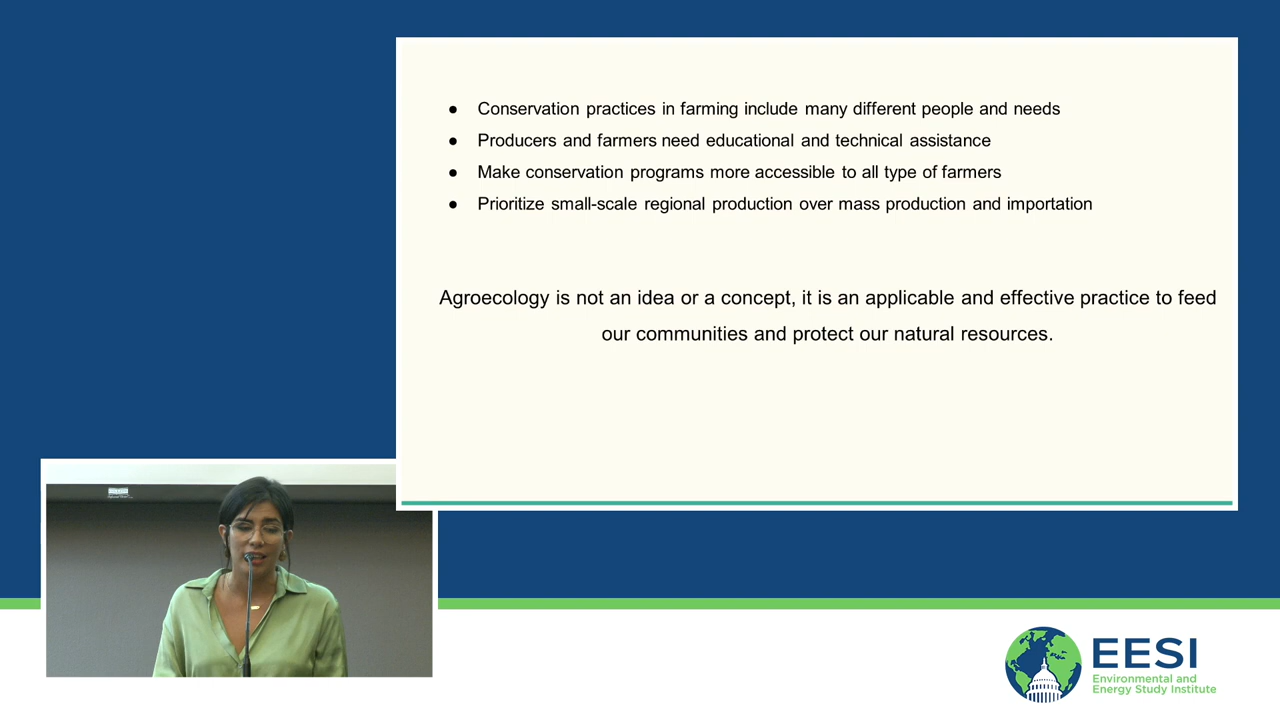 ● Conservation practices in farming include many different people and needs
● Producers and farmers need educational and technical assistance
● Make conservation programs more accessible to all type of farmers
● Prioritize small-scale regional production over mass production and importation
Agroecology is not an idea or a concept, it is an applicable and effective practice to feed
our communities and protect our natural resources.
EESI
Environmental and
Energy Study Institute